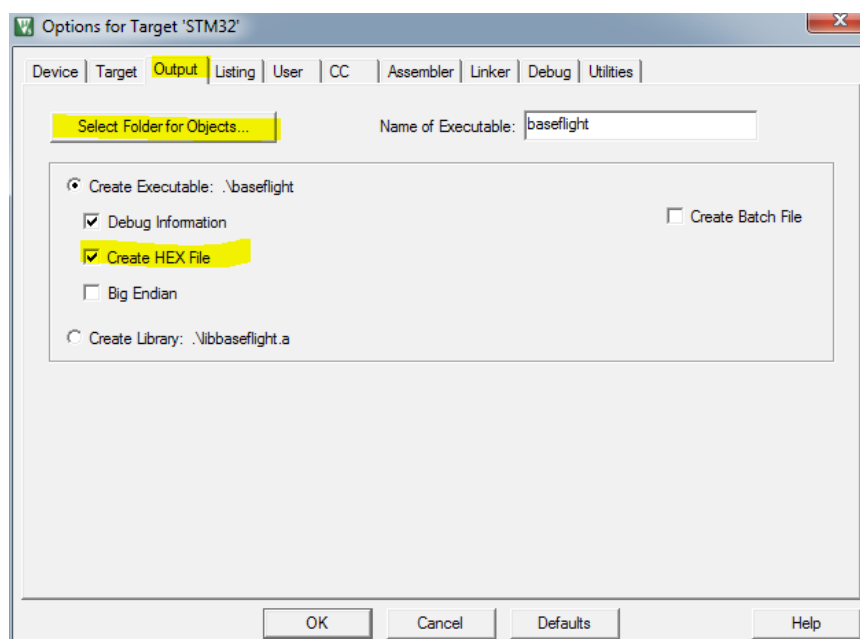 Options for Target 'STM32'
Device Target Output Listing User CC Assembler Linker Debug Utilities
Select Folder for Objects... Name of Executable: baseflight
Create Executable: .\baseflight
Debug Information Create Batch File
Create HEX File
Big Endian
Create Library: .\libbaseflight.a
OK Cancel Defaults Help